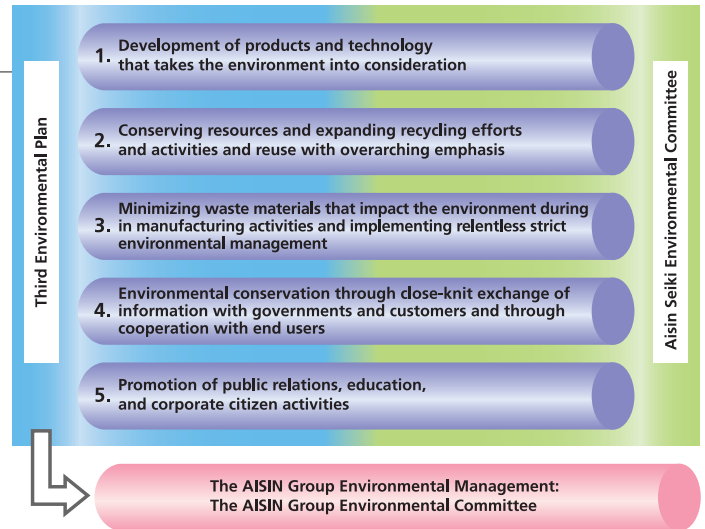 Third Environmental Plan
1. Development of products and technology
that takes the environment into consideration
2. Conserving resources and expanding recycling efforts
and activities and reuse with overarching emphasis
3. Minimizing waste materials that impact the environment during
in manufacturing activities and implementing relentless strict
environmental management
4. Environmental conservation through close-knit exchange of
information with governments and customers and through
cooperation with end users
5. Promotion of public relations, education,
and corporate citizen activities
Aisin Seiki Environmental Committee
The AISIN Group Environmental Management:
The AISIN Group Environmental Committee